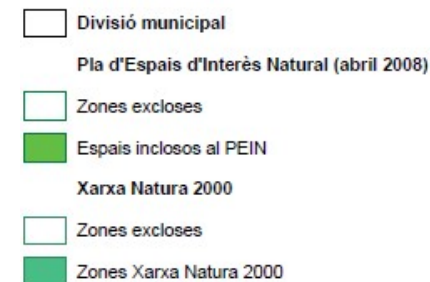 Divisió municipal
Pla d'Espais d'Interès Natural (abril 2008)
Zones excloses
Espais inclosos al PEIN
Xarxa Natura 2000
Zones excloses
Zones Xarxa Natura 2000